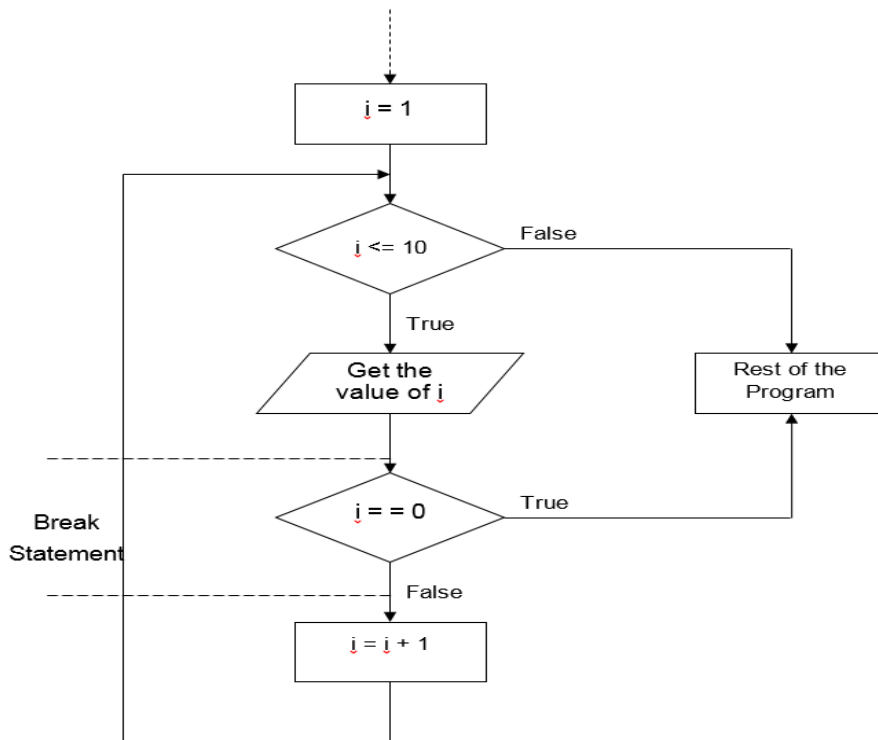 i = 1
i <= 10
False
True
Get the
value of i
Rest of the
Program
i = = 0
True
Break
Statement
False
i = i + 1